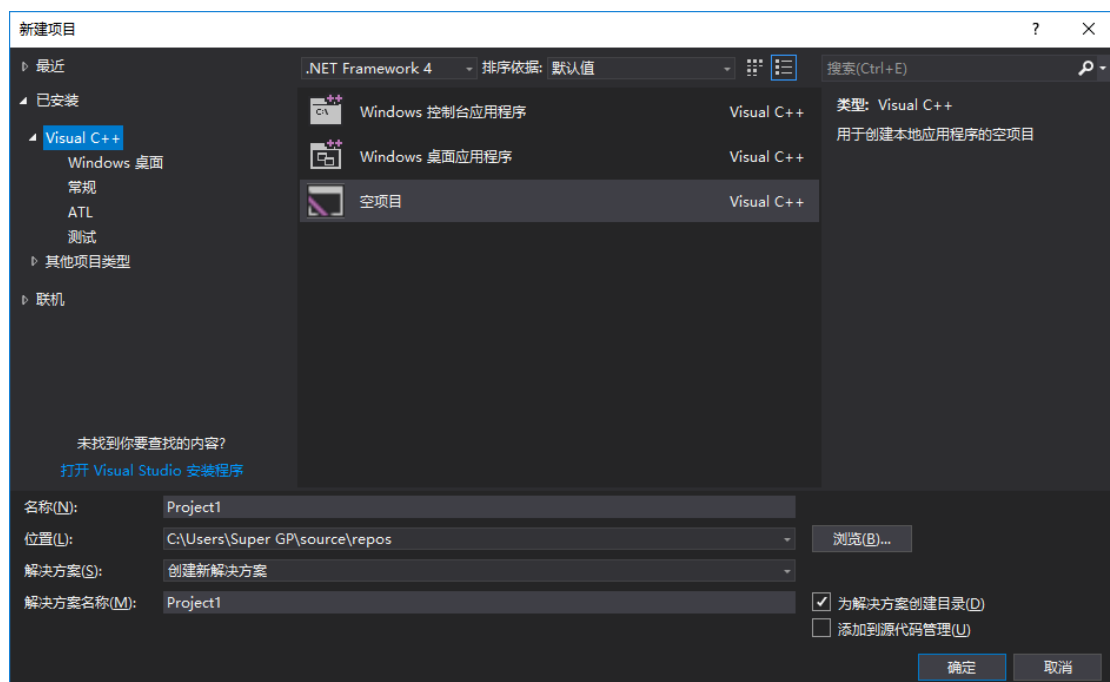 新建项目
?
最近
.NET Framework 4 排序依据: 默认值
搜索(Ctrl+E)
已安装
Visual C++
Windows 桌面
常规
ATL
测试
其他项目类型
联机
未找到你要查找的内容?
打开 Visual Studio 安装程序
Windows 控制台应用程序 Visual C++
Windows 桌面应用程序 Visual C++
空项目 Visual C++
类型: Visual C++
用于创建本地应用程序的空项目
名称(N): Project1
位置(L): C:\Users\Super GP\source\repos 浏览(B)...
解决方案(S): 创建新解决方案
解决方案名称(M): Project1
为解决方案创建目录(D)
添加到源代码管理(U)
确定 取消